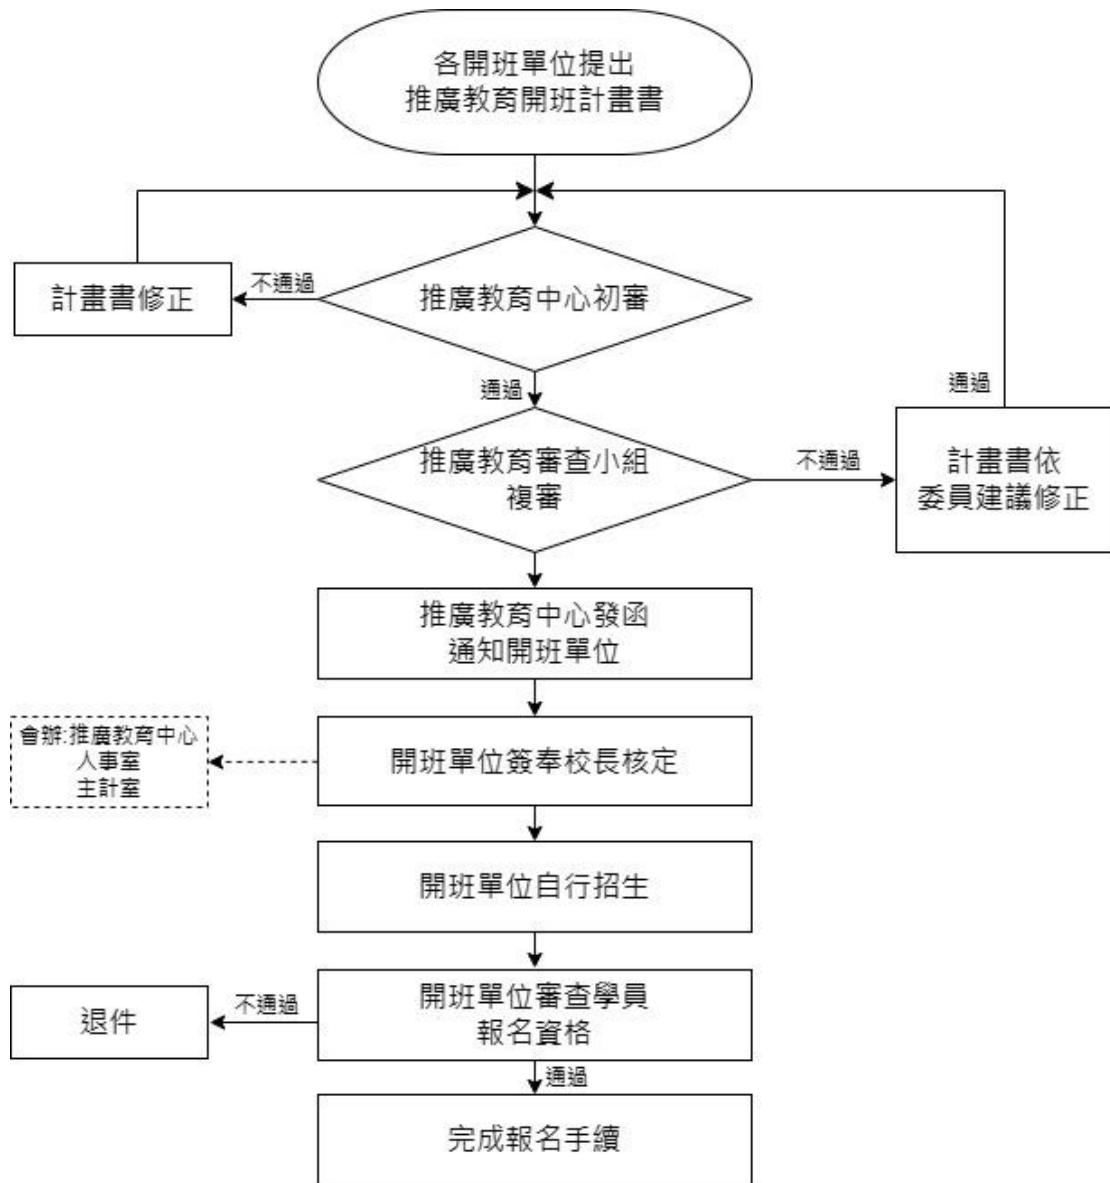 各開班單位提出
推廣教育開班計畫書
計畫書修正
不通過
推廣教育中心初審
通過
推廣教育審查小組
複審
不通過
通過
計畫書依
委員建議修正
推廣教育中心發函
通知開班單位
會辦:推廣教育中心
人事室
主計室
開班單位簽奉校長核定
開班單位自行招生
退件
不通過
開班單位審查學員
報名資格
通過
完成報名手續